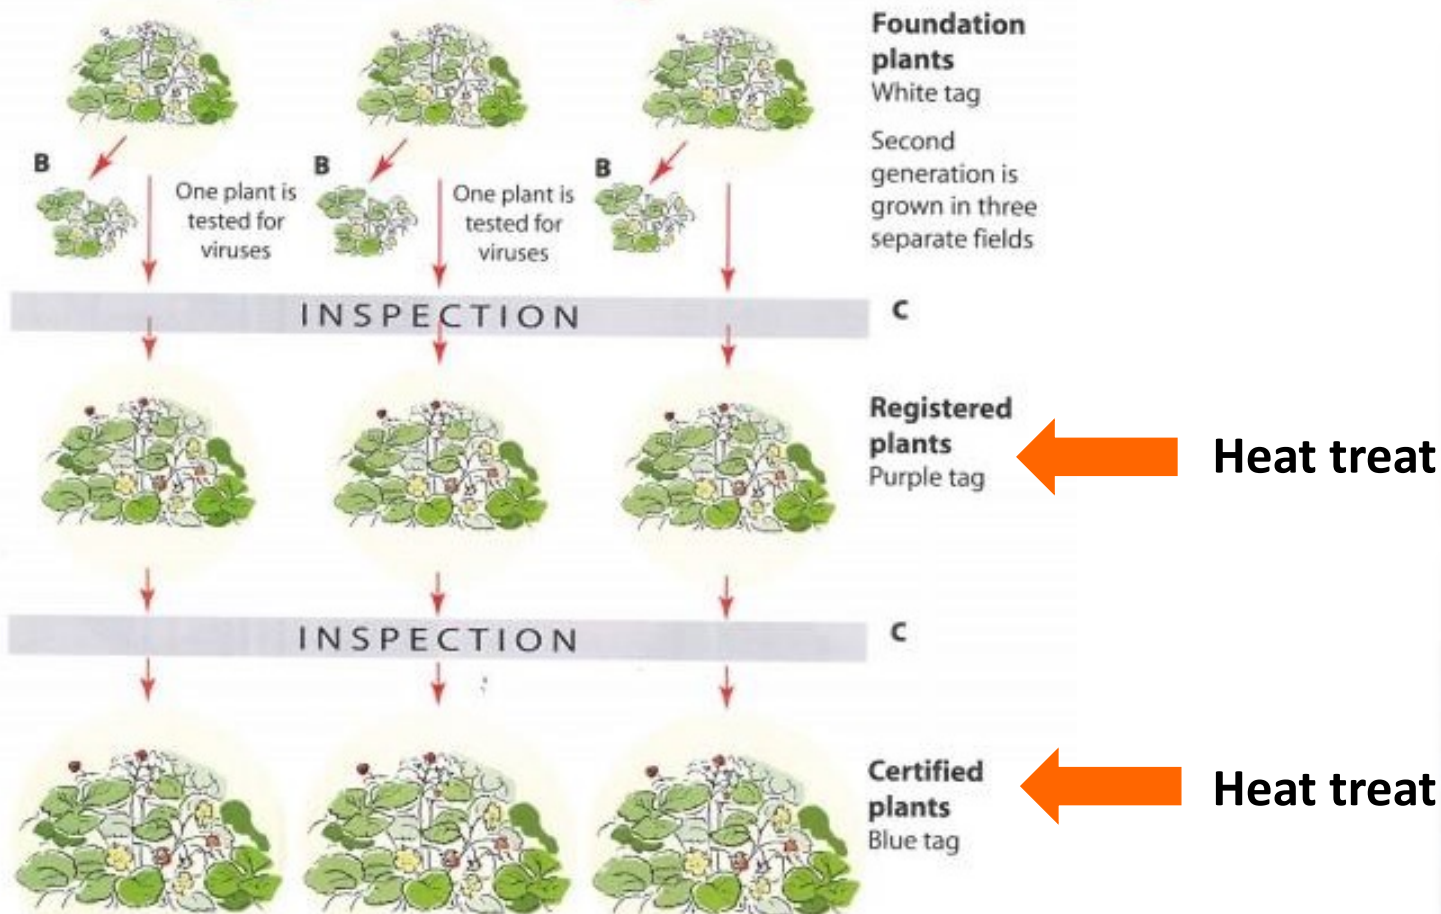 Foundation
plants
White tag
Second
generation is
grown in three
separate fields
B
One plant is
tested for
viruses
B
One plant is
tested for
viruses
B
INSPECTION
C
Registered
plants
Purple tag
Heat treat
INSPECTION
C
Certified
plants
Blue tag
Heat treat